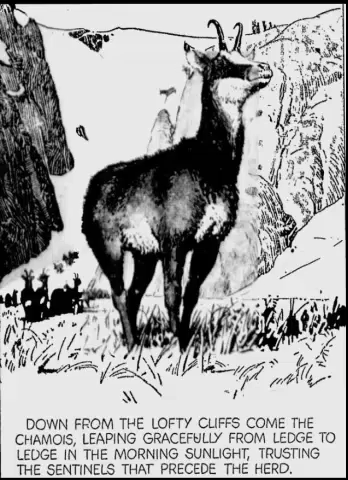 DOWN FROM THE LOFTY CLIFFS COME THE
CHAMOIS, LEAPING GRACEFULLY FROM LEDGE TO
LEDGE IN THE MORNING SUNLIGHT, TRUSTING
THE SENTINELS THAT PRECEDE THE HERD.